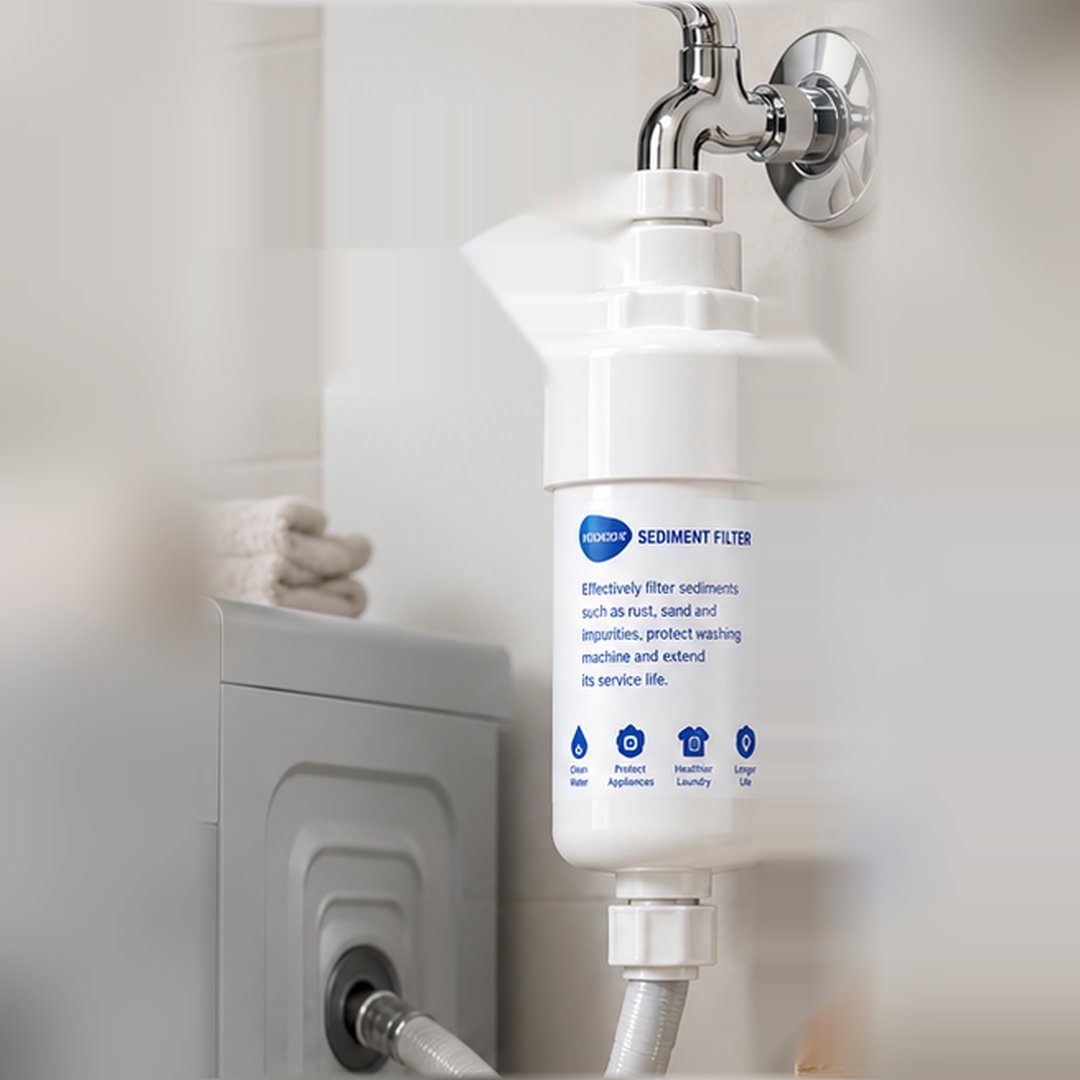 SEDIMENT FILTER
Effectively filter sediments
such as rust, sand and
impurities, protect washing
machine and extend
its service life.
Clean Protect Healthier Longer
Water Appliances Laundry Life